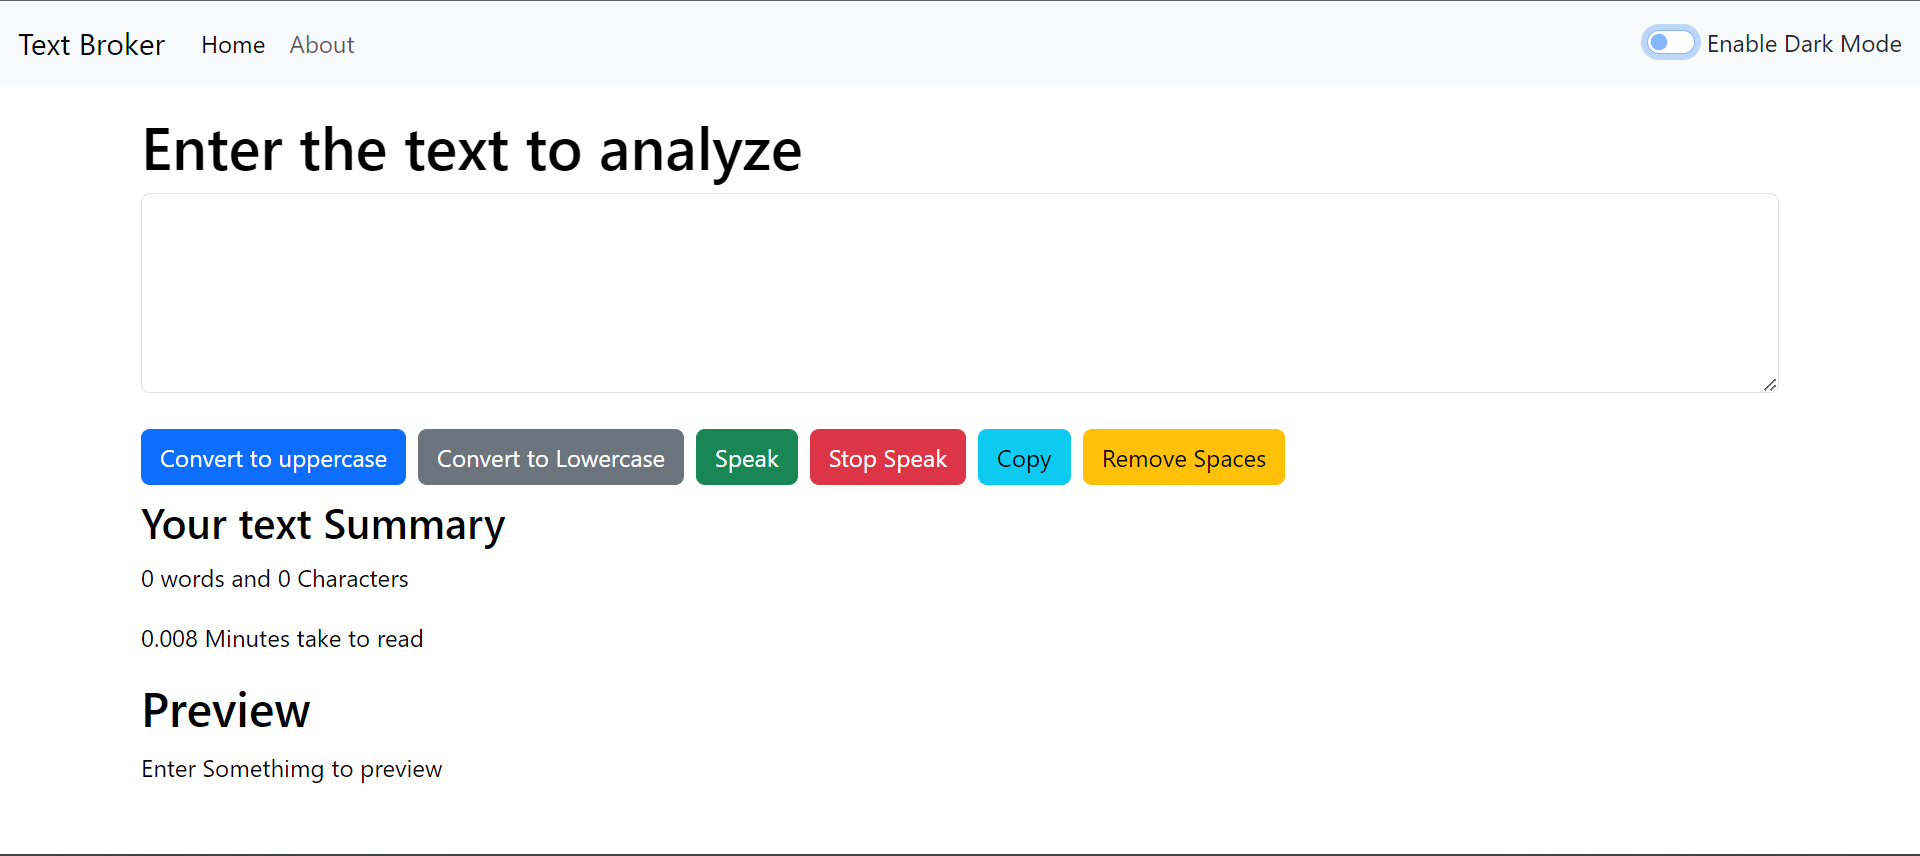 Text Broker Home About Enable Dark Mode
Enter the text to analyze
Convert to uppercase Convert to Lowercase Speak Stop Speak Copy Remove Spaces
Your text Summary
0 words and 0 Characters
0.008 Minutes take to read
Preview
Enter Somethimg to preview